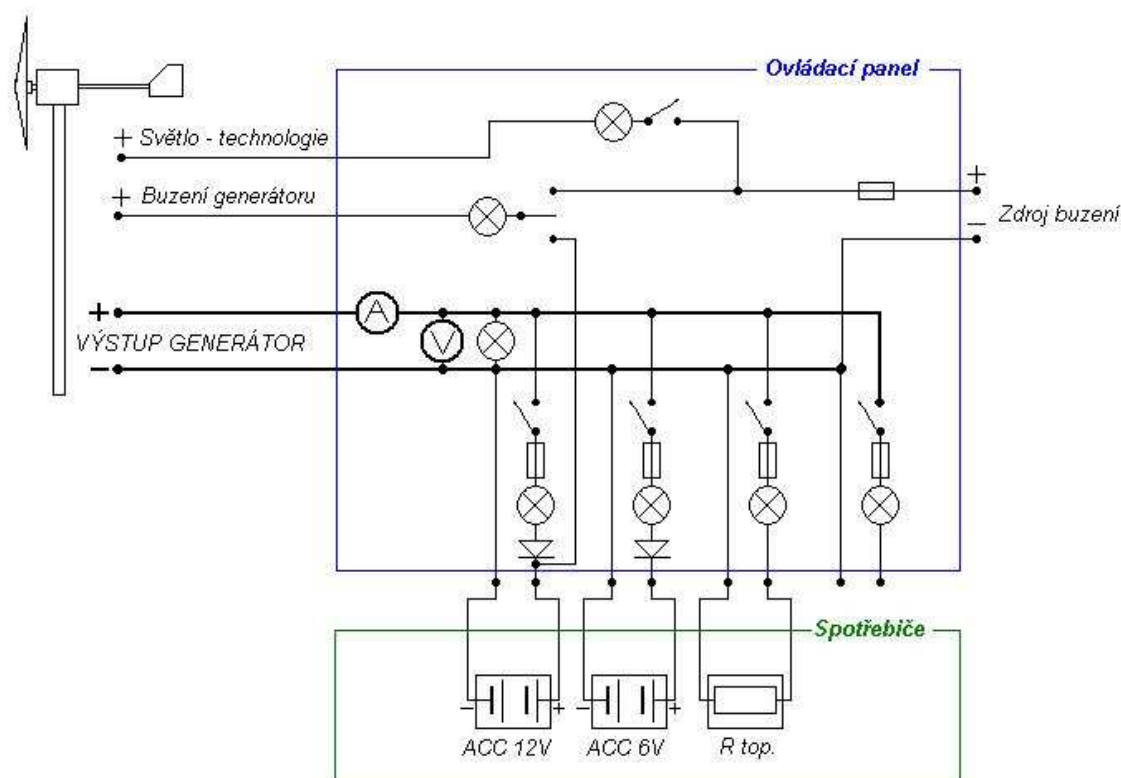 Ovládací panel
+ Světlo - technologie
+ Buzení generátoru
+
Zdroj buzení
−
A
+
V
VÝSTUP GENERÁTOR
−
Spotřebiče
− +
− +
ACC 12V
ACC 6V
R top.